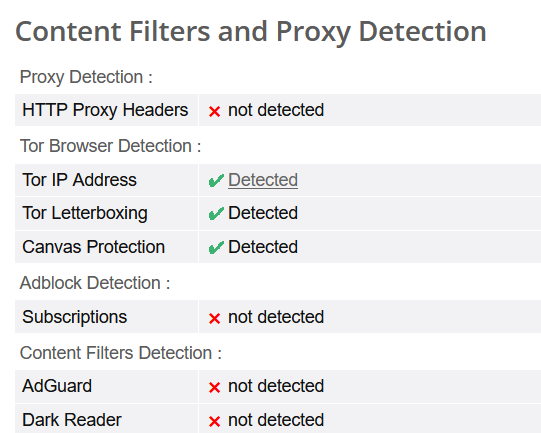 Content Filters and Proxy Detection
Proxy Detection :
HTTP Proxy Headers ✕ not detected
Tor Browser Detection :
Tor IP Address ✔ Detected
Tor Letterboxing ✔ Detected
Canvas Protection ✔ Detected
Adblock Detection :
Subscriptions ✕ not detected
Content Filters Detection :
AdGuard ✕ not detected
Dark Reader ✕ not detected